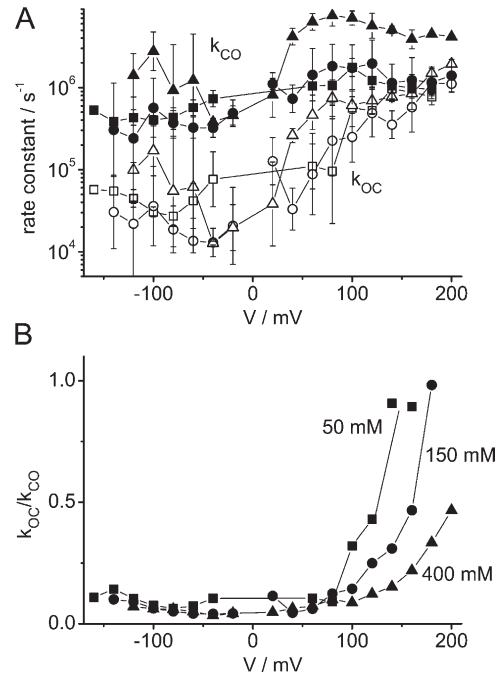 A
rate constant / s⁻¹
10⁶
10⁵
10⁴
k_CO
k_OC
-100 0 100 200
V / mV
B
k_OC/k_CO
1.0
0.5
0.0
50 mM
150 mM
400 mM
-100 0 100 200
V / mV